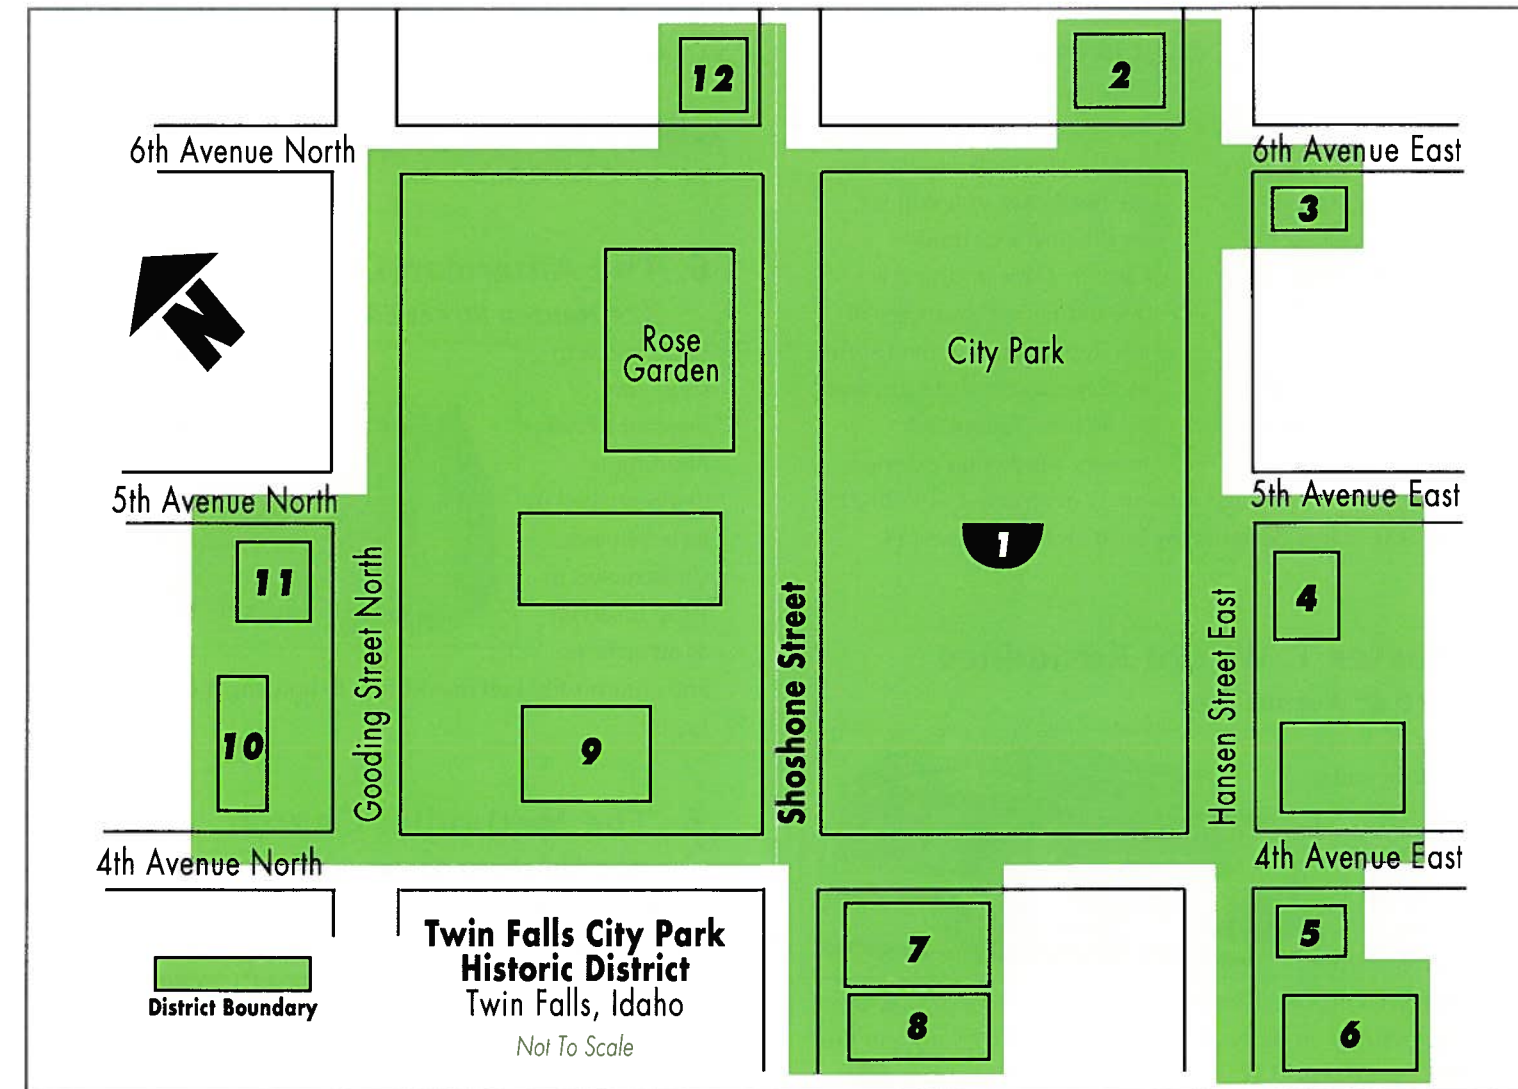 12
2
6th Avenue North
6th Avenue East
3
N
Rose
Garden
City Park
5th Avenue North
5th Avenue East
1
11
4
Gooding Street North
Shoshone Street
Hansen Street East
10
9
4th Avenue North
4th Avenue East
Twin Falls City Park
Historic District
Twin Falls, Idaho
Not To Scale
District Boundary
7
5
8
6